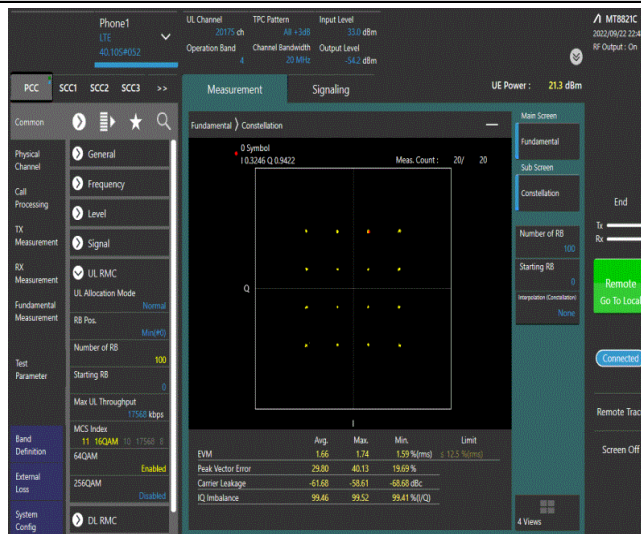 Phone1
LTE
40.105#052
UL Channel
20175 ch
TPC Pattern
All +3dB
Input Level
33.0 dBm
Operation Band
4
Channel Bandwidth
20 MHz
Output Level
-54.2 dBm
MT8821C
2022/09/22 22:48
RF Output : On
PCC SCC1 SCC2 SCC3 >>
Measurement
Signaling
UE Power : 21.3 dBm
Common
Physical
Channel
Call
Processing
TX
Measurement
RX
Measurement
Fundamental
Measurement
Test
Parameter
Band
Definition
External
Loss
System
Config
General
Frequency
Level
Signal
UL RMC
UL Allocation Mode
Normal
RB Pos.
Min(#0)
Number of RB
100
Starting RB
0
Max UL Throughput
17568 kbps
MCS Index
11 16QAM 10 17568 8
64QAM
Enabled
256QAM
Disabled
DL RMC
Fundamental 〉 Constellation
0 Symbol
I 0.3246 Q 0.9422
Meas. Count : 20/ 20
Q
I
Avg. Max. Min. Limit
EVM 1.66 1.74 1.59 %(rms) ≤ 12.5 %(rms)
Peak Vector Error 29.80 40.13 19.69 %
Carrier Leakage -61.68 -58.61 -68.68 dBc
IQ Imbalance 99.46 99.52 99.41 %(I/Q)
Main Screen
Fundamental
Sub Screen
Constellation
Number of RB
100
Starting RB
0
Interpolation (Constellation)
None
4 Views
End
Tx
Rx
Remote
Go To Local
Connected
Remote Trac
Screen Off